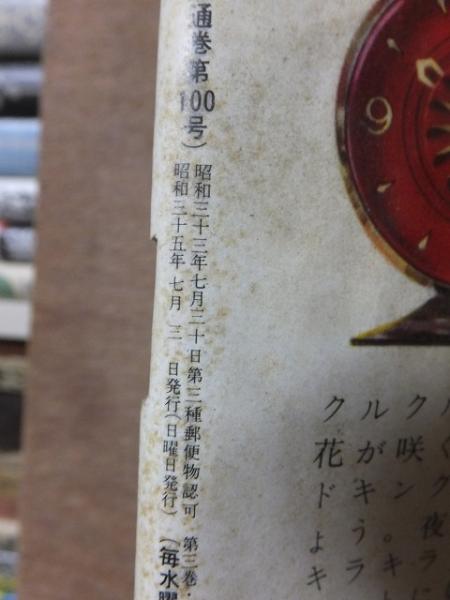 通巻第100号)
昭和三十三年七月三十日第三種郵便物認可 第三巻・
昭和三十五年 七月 三 日発行(日曜日発行) (毎水曜
9
クルクル
花が咲く
ドキンク
よう。夜
キラキラ